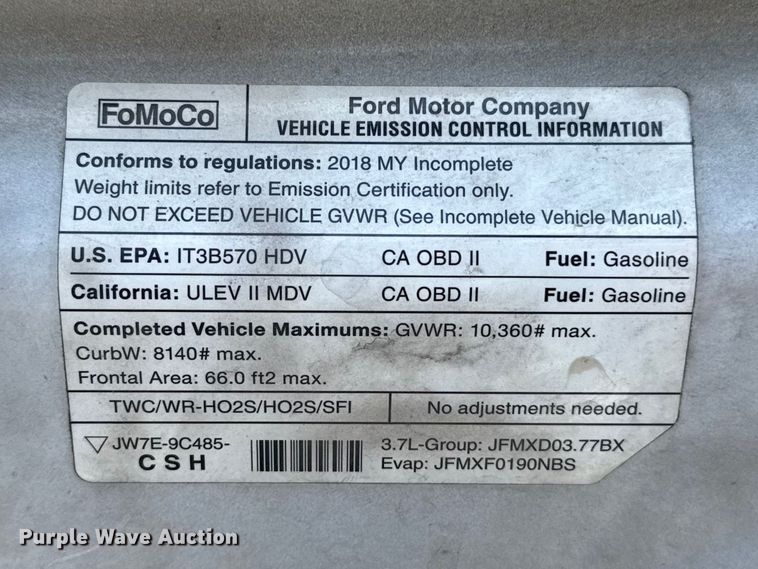 FoMoCo
Ford Motor Company
VEHICLE EMISSION CONTROL INFORMATION
Conforms to regulations: 2018 MY Incomplete
Weight limits refer to Emission Certification only.
DO NOT EXCEED VEHICLE GVWR (See Incomplete Vehicle Manual).
U.S. EPA: IT3B570 HDV CA OBD II Fuel: Gasoline
California: ULEV II MDV CA OBD II Fuel: Gasoline
Completed Vehicle Maximums: GVWR: 10,360# max.
CurbW: 8140# max.
Frontal Area: 66.0 ft2 max.
TWC/WR-HO2S/HO2S/SFI No adjustments needed.
JW7E-9C485-
CSH
3.7L-Group: JFMXD03.77BX
Evap: JFMXF0190NBS
Purple Wave Auction